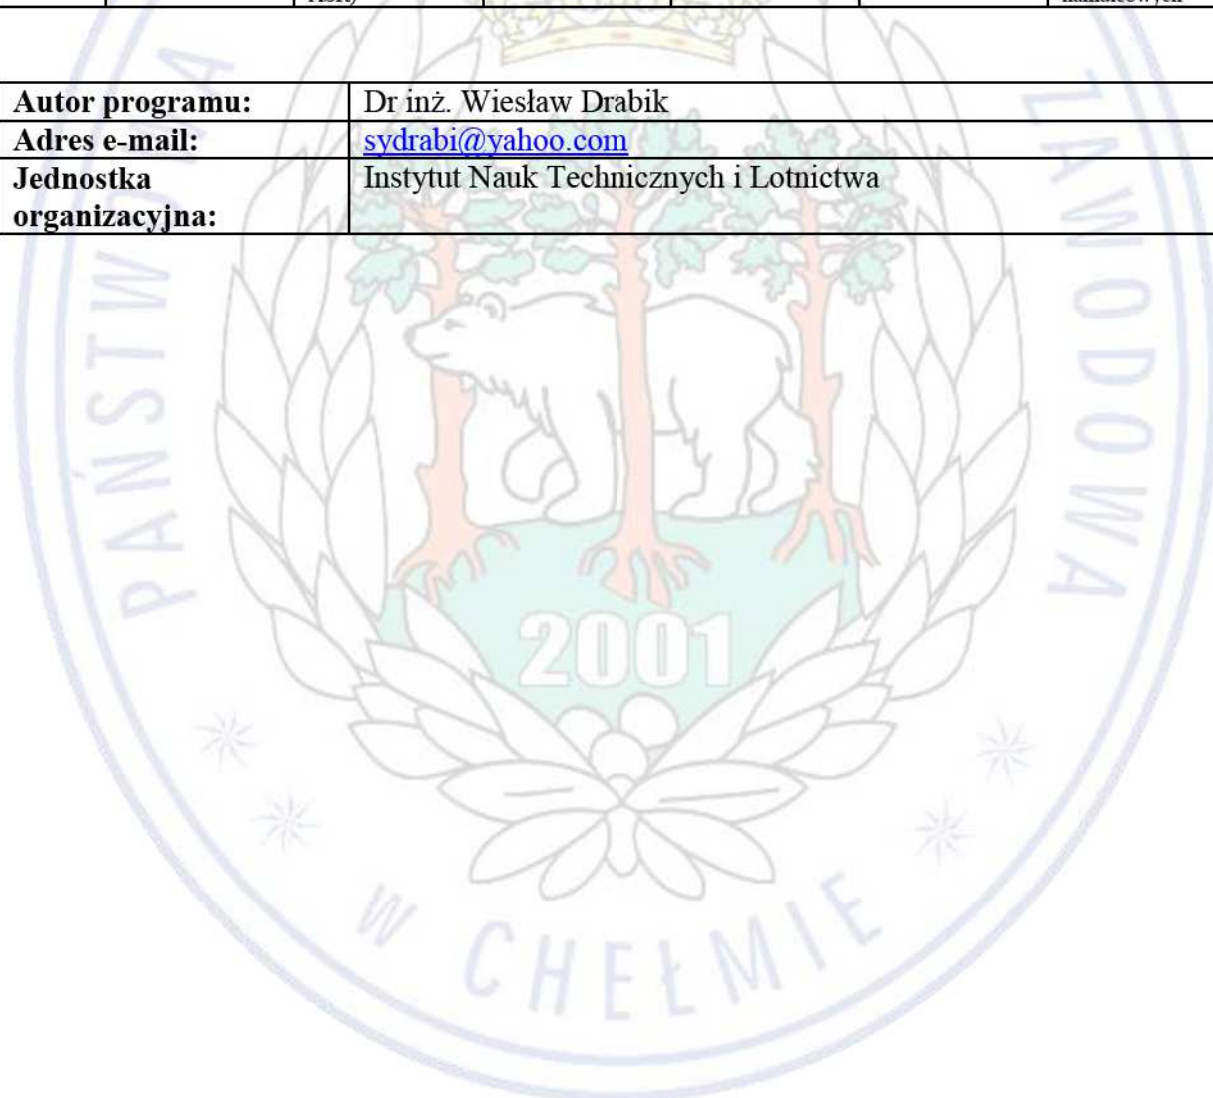 Autor programu: Dr inż. Wiesław Drabik
Adres e-mail: sydrabi@yahoo.com
Jednostka organizacyjna: Instytut Nauk Technicznych i Lotnictwa
PAŃSTWOWA
ZAWODOWA
2001
W CHEŁMIE